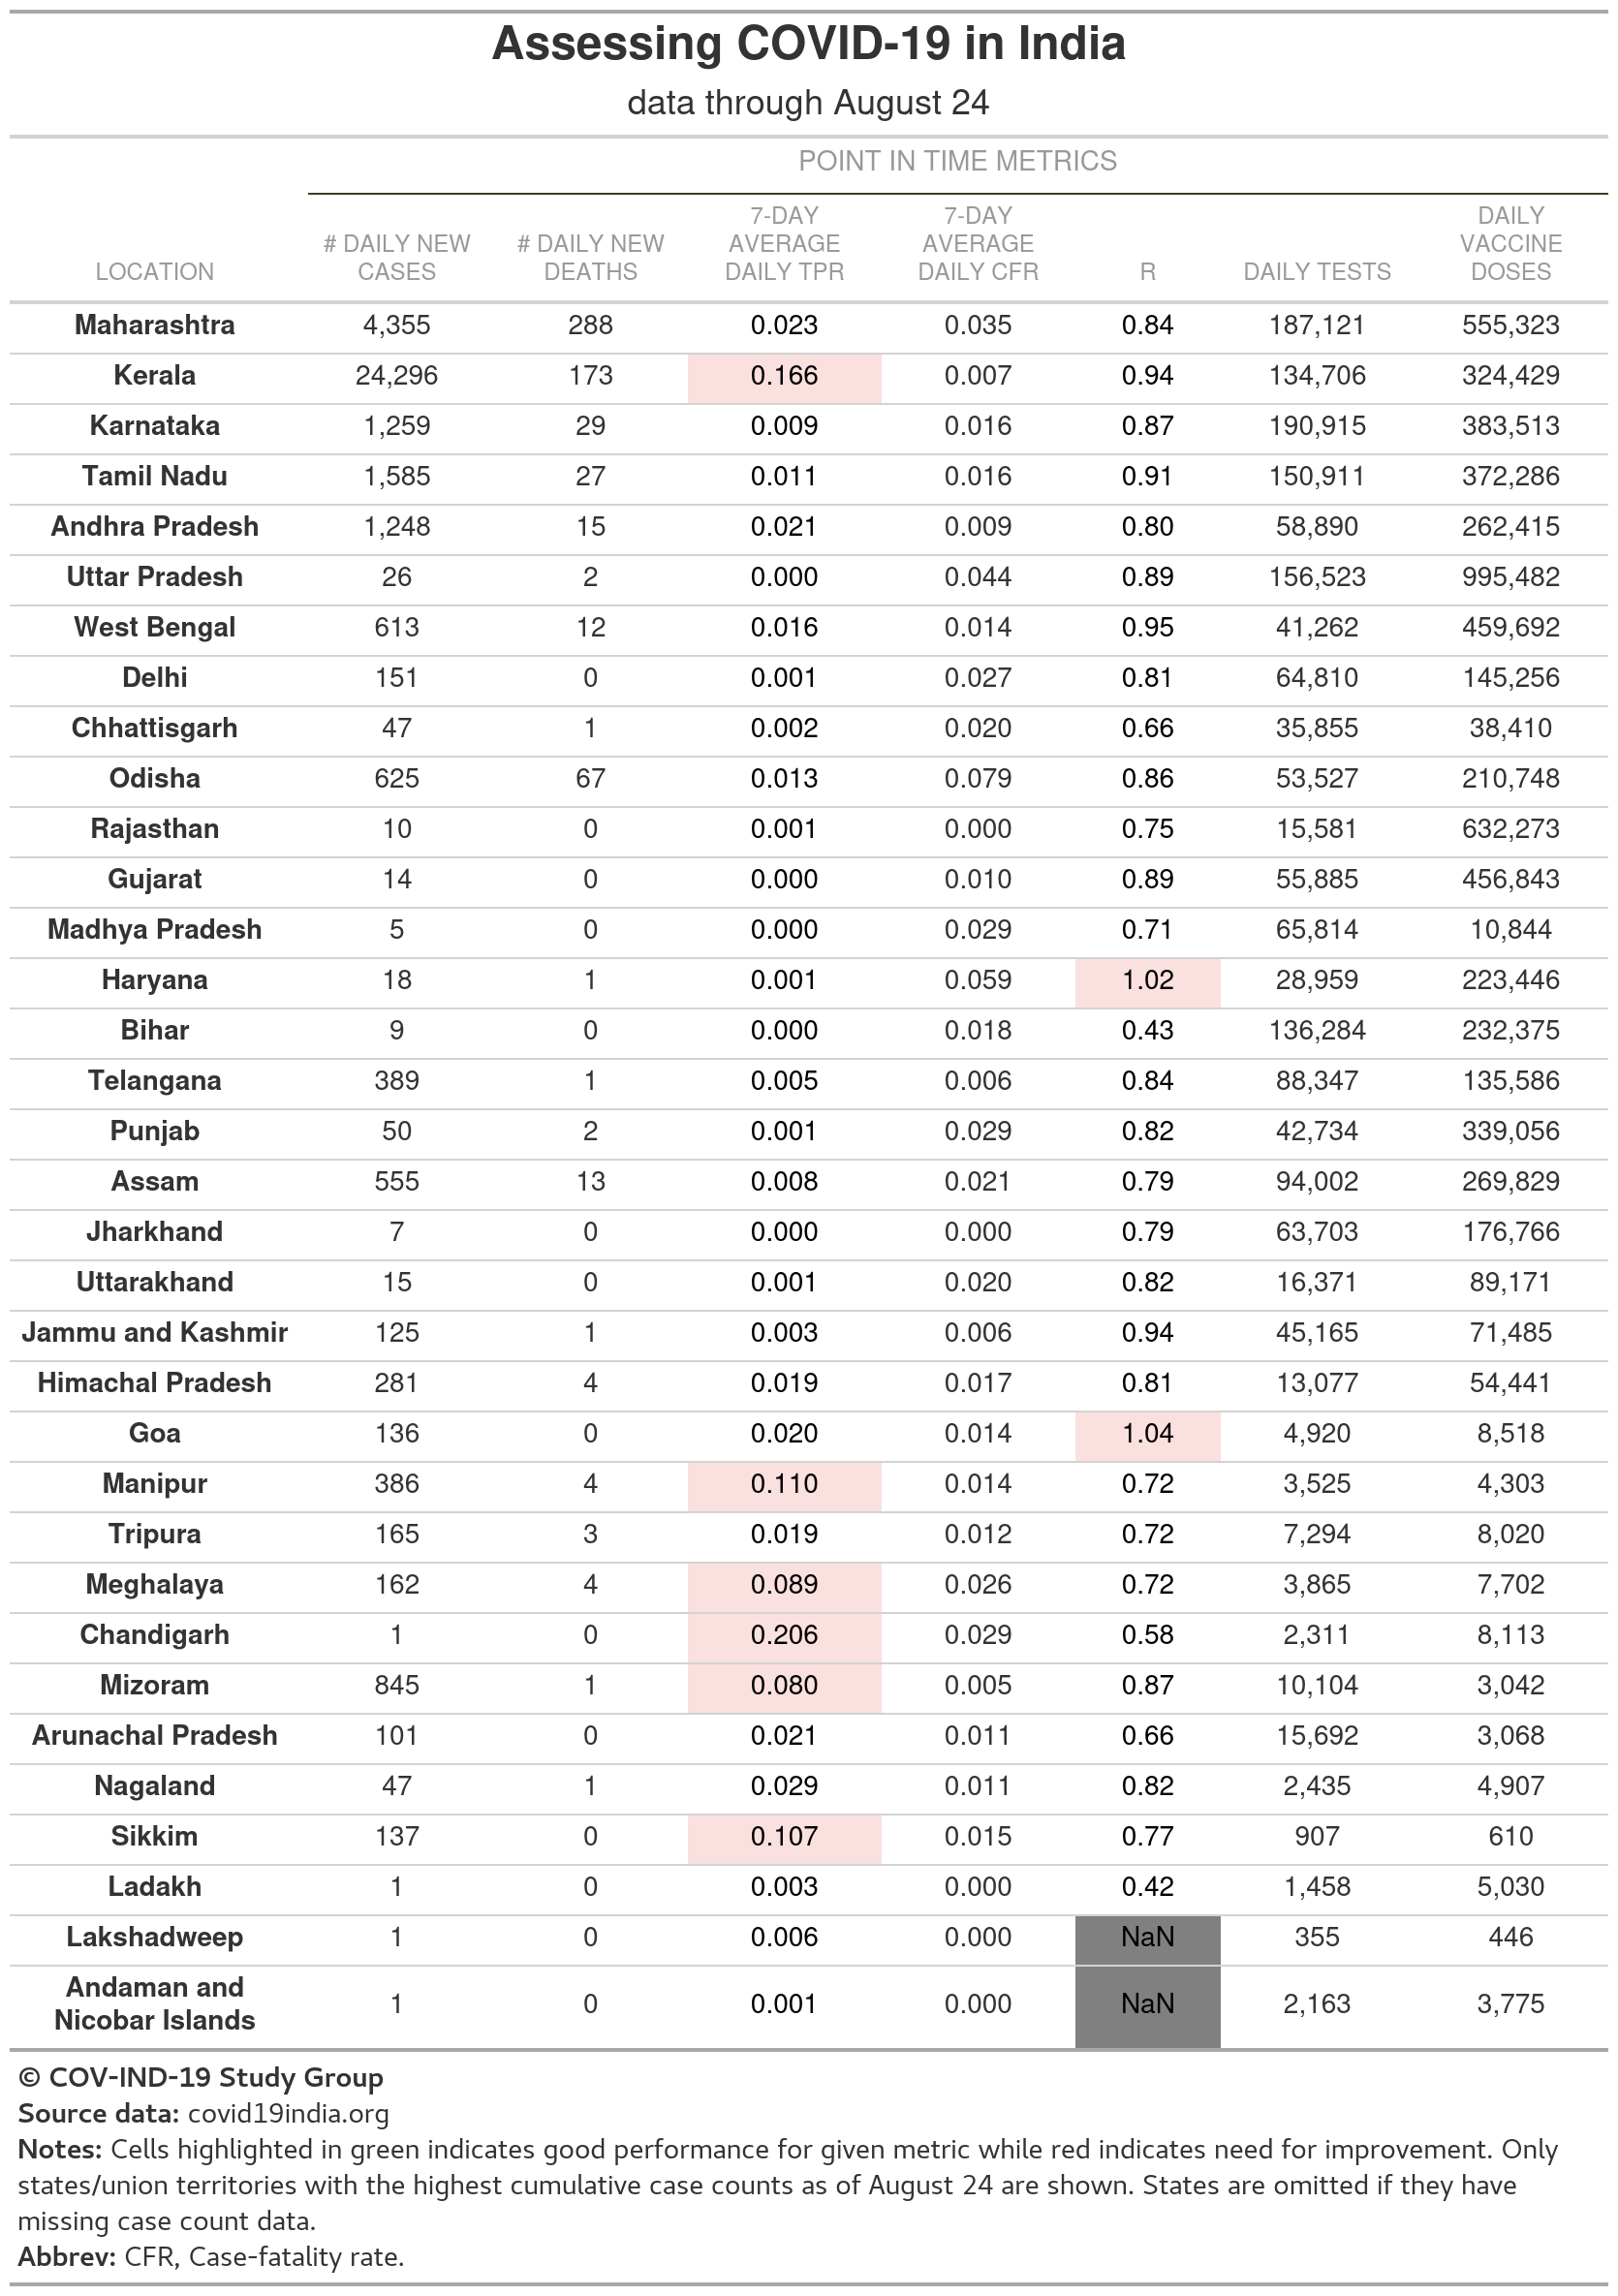 Assessing COVID-19 in India
data through August 24
POINT IN TIME METRICS
LOCATION # DAILY NEW CASES # DAILY NEW DEATHS 7-DAY AVERAGE DAILY TPR 7-DAY AVERAGE DAILY CFR R DAILY TESTS DAILY VACCINE DOSES
Maharashtra 4,355 288 0.023 0.035 0.84 187,121 555,323
Kerala 24,296 173 0.166 0.007 0.94 134,706 324,429
Karnataka 1,259 29 0.009 0.016 0.87 190,915 383,513
Tamil Nadu 1,585 27 0.011 0.016 0.91 150,911 372,286
Andhra Pradesh 1,248 15 0.021 0.009 0.80 58,890 262,415
Uttar Pradesh 26 2 0.000 0.044 0.89 156,523 995,482
West Bengal 613 12 0.016 0.014 0.95 41,262 459,692
Delhi 151 0 0.001 0.027 0.81 64,810 145,256
Chhattisgarh 47 1 0.002 0.020 0.66 35,855 38,410
Odisha 625 67 0.013 0.079 0.86 53,527 210,748
Rajasthan 10 0 0.001 0.000 0.75 15,581 632,273
Gujarat 14 0 0.000 0.010 0.89 55,885 456,843
Madhya Pradesh 5 0 0.000 0.029 0.71 65,814 10,844
Haryana 18 1 0.001 0.059 1.02 28,959 223,446
Bihar 9 0 0.000 0.018 0.43 136,284 232,375
Telangana 389 1 0.005 0.006 0.84 88,347 135,586
Punjab 50 2 0.001 0.029 0.82 42,734 339,056
Assam 555 13 0.008 0.021 0.79 94,002 269,829
Jharkhand 7 0 0.000 0.000 0.79 63,703 176,766
Uttarakhand 15 0 0.001 0.020 0.82 16,371 89,171
Jammu and Kashmir 125 1 0.003 0.006 0.94 45,165 71,485
Himachal Pradesh 281 4 0.019 0.017 0.81 13,077 54,441
Goa 136 0 0.020 0.014 1.04 4,920 8,518
Manipur 386 4 0.110 0.014 0.72 3,525 4,303
Tripura 165 3 0.019 0.012 0.72 7,294 8,020
Meghalaya 162 4 0.089 0.026 0.72 3,865 7,702
Chandigarh 1 0 0.206 0.029 0.58 2,311 8,113
Mizoram 845 1 0.080 0.005 0.87 10,104 3,042
Arunachal Pradesh 101 0 0.021 0.011 0.66 15,692 3,068
Nagaland 47 1 0.029 0.011 0.82 2,435 4,907
Sikkim 137 0 0.107 0.015 0.77 907 610
Ladakh 1 0 0.003 0.000 0.42 1,458 5,030
Lakshadweep 1 0 0.006 0.000 NaN 355 446
Andaman and Nicobar Islands 1 0 0.001 0.000 NaN 2,163 3,775
© COV-IND-19 Study Group
Source data: covid19india.org
Notes: Cells highlighted in green indicates good performance for given metric while red indicates need for improvement. Only
states/union territories with the highest cumulative case counts as of August 24 are shown. States are omitted if they have
missing case count data.
Abbrev: CFR, Case-fatality rate.